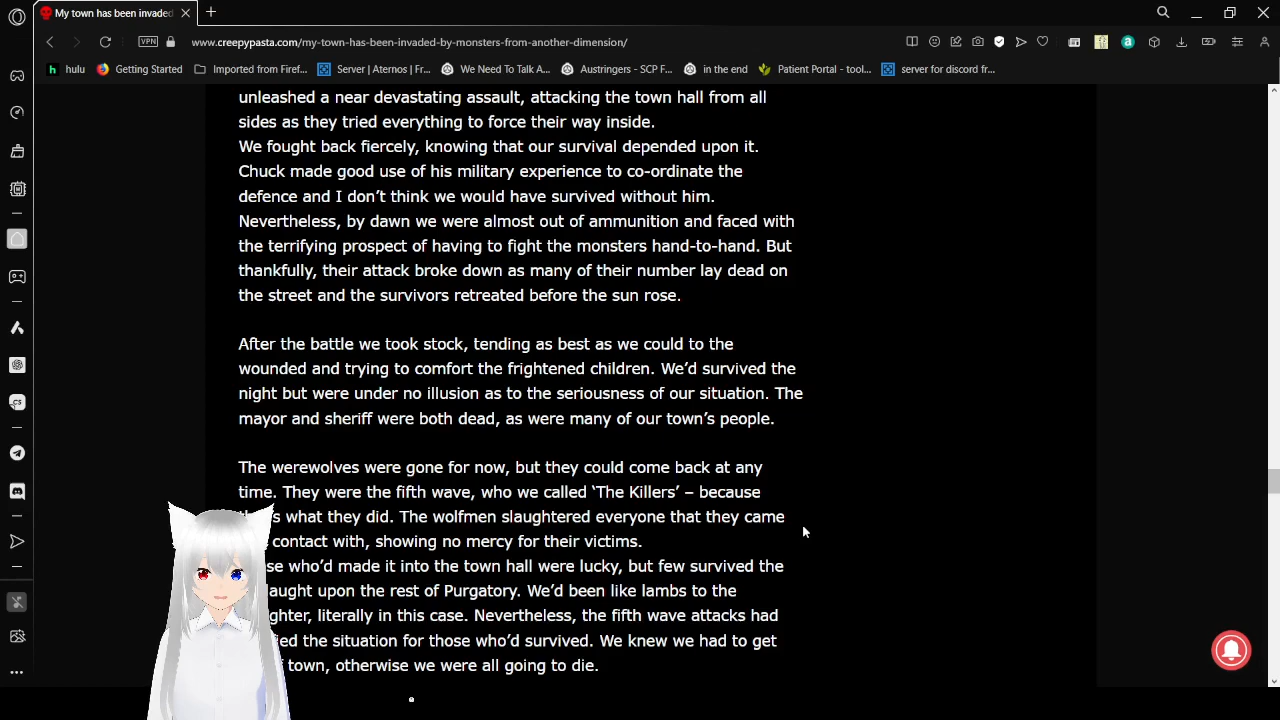 My town has been invaded
VPN
www.creepypasta.com/my-town-has-been-invaded-by-monsters-from-another-dimension/
hulu
Getting Started
Imported from Firef...
Server | Aternos | Fr...
We Need To Talk A...
Austringers - SCP F...
in the end
Patient Portal - tool...
server for discord fr...
unleashed a near devastating assault, attacking the town hall from all
sides as they tried everything to force their way inside.
We fought back fiercely, knowing that our survival depended upon it.
Chuck made good use of his military experience to co-ordinate the
defence and I don't think we would have survived without him.
Nevertheless, by dawn we were almost out of ammunition and faced with
the terrifying prospect of having to fight the monsters hand-to-hand. But
thankfully, their attack broke down as many of their number lay dead on
the street and the survivors retreated before the sun rose.
After the battle we took stock, tending as best as we could to the
wounded and trying to comfort the frightened children. We'd survived the
night but were under no illusion as to the seriousness of our situation. The
mayor and sheriff were both dead, as were many of our town's people.
The werewolves were gone for now, but they could come back at any
time. They were the fifth wave, who we called ‘The Killers’ – because
what they did. The wolfmen slaughtered everyone that they came
contact with, showing no mercy for their victims.
who'd made it into the town hall were lucky, but few survived the
upon the rest of Purgatory. We'd been like lambs to the
literally in this case. Nevertheless, the fifth wave attacks had
the situation for those who'd survived. We knew we had to get
town, otherwise we were all going to die.